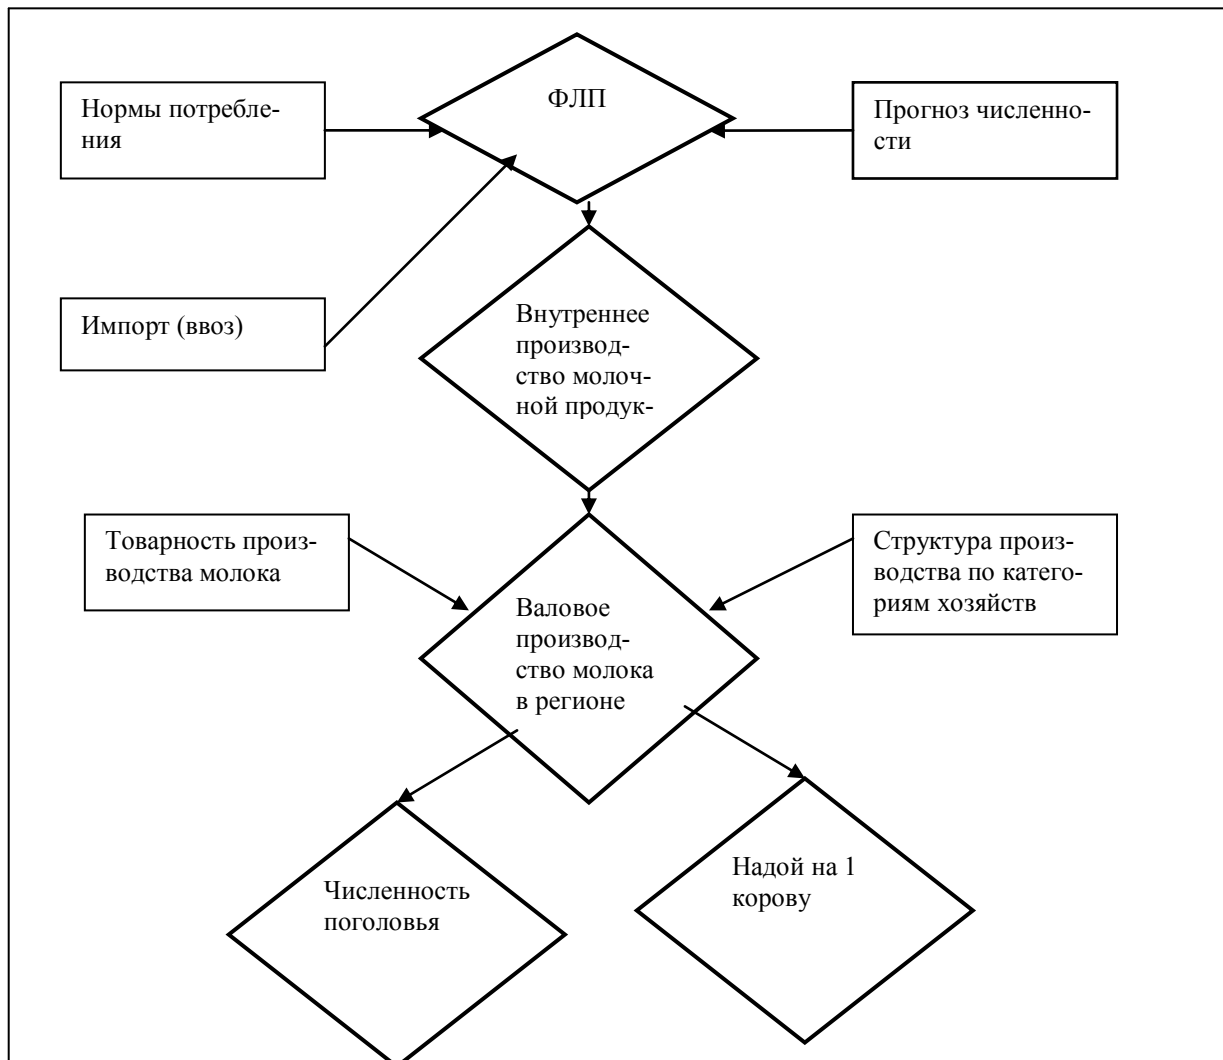 Нормы потребле-
ния
ФЛП
Прогноз численно-
сти
Импорт (ввоз)
Внутреннее
производ-
ство молоч-
ной продук-
Товарность произ-
водства молока
Структура произ-
водства по катего-
риям хозяйств
Валовое
производ-
ство молока
в регионе
Численность
поголовья
Надой на 1
корову